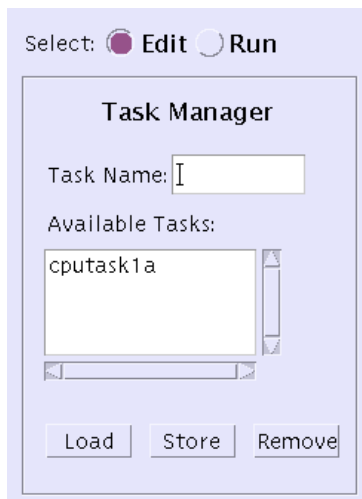 Select: Edit Run
Task Manager
Task Name:
Available Tasks:
cputask1a
Load Store Remove